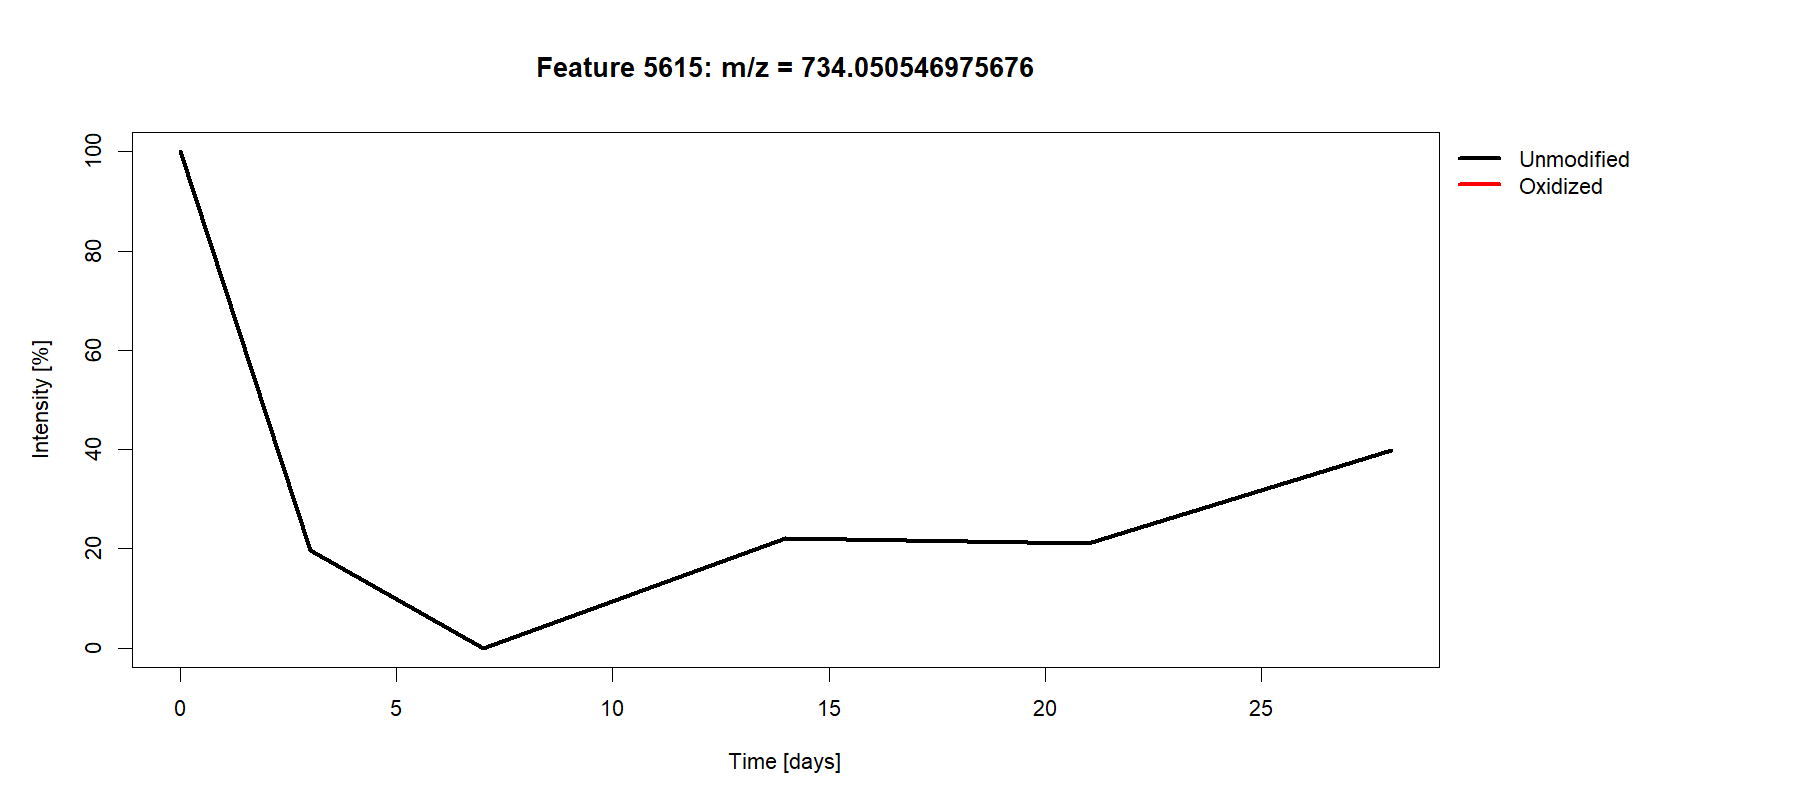 Feature 5615: m/z = 734.050546975676
Unmodified
Oxidized
Intensity [%]
100
80
60
40
20
0
0 5 10 15 20 25
Time [days]